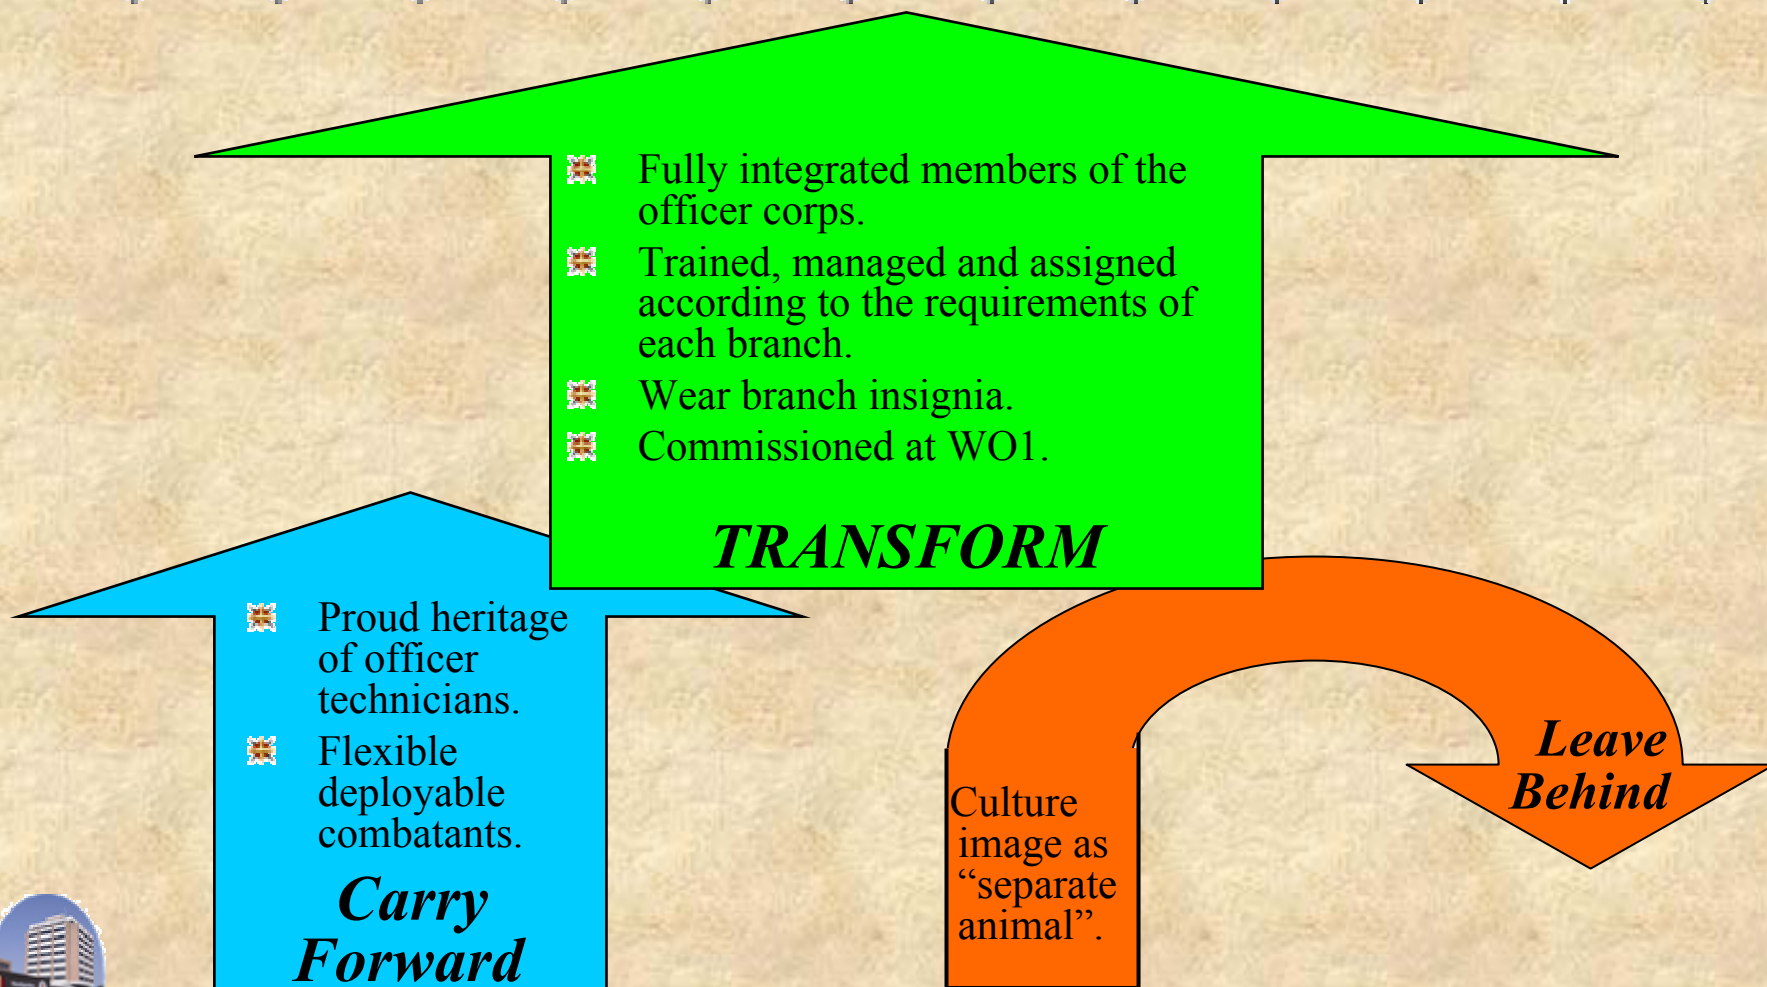 Fully integrated members of the
officer corps.
Trained, managed and assigned
according to the requirements of
each branch.
Wear branch insignia.
Commissioned at WO1.
TRANSFORM
Proud heritage
of officer
technicians.
Flexible
deployable
combatants.
Carry
Forward
Culture
image as
“separate
animal”.
Leave
Behind